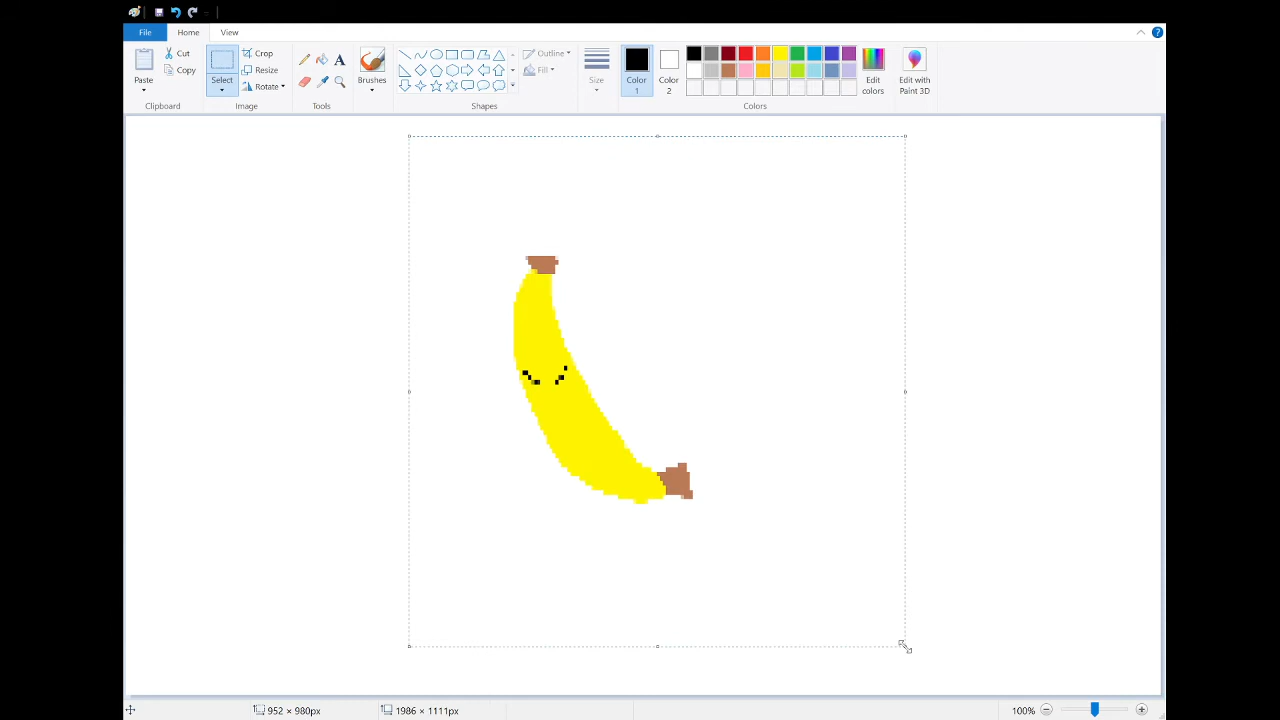 File Home View
Paste
Cut
Copy
Clipboard
Select
Crop
Resize
Rotate
Image
Tools
Brushes
Outline
Fill
Shapes
Size
Color
1
Color
2
Colors
Edit
colors
Edit with
Paint 3D
952 × 980px
1986 × 1111px
100%